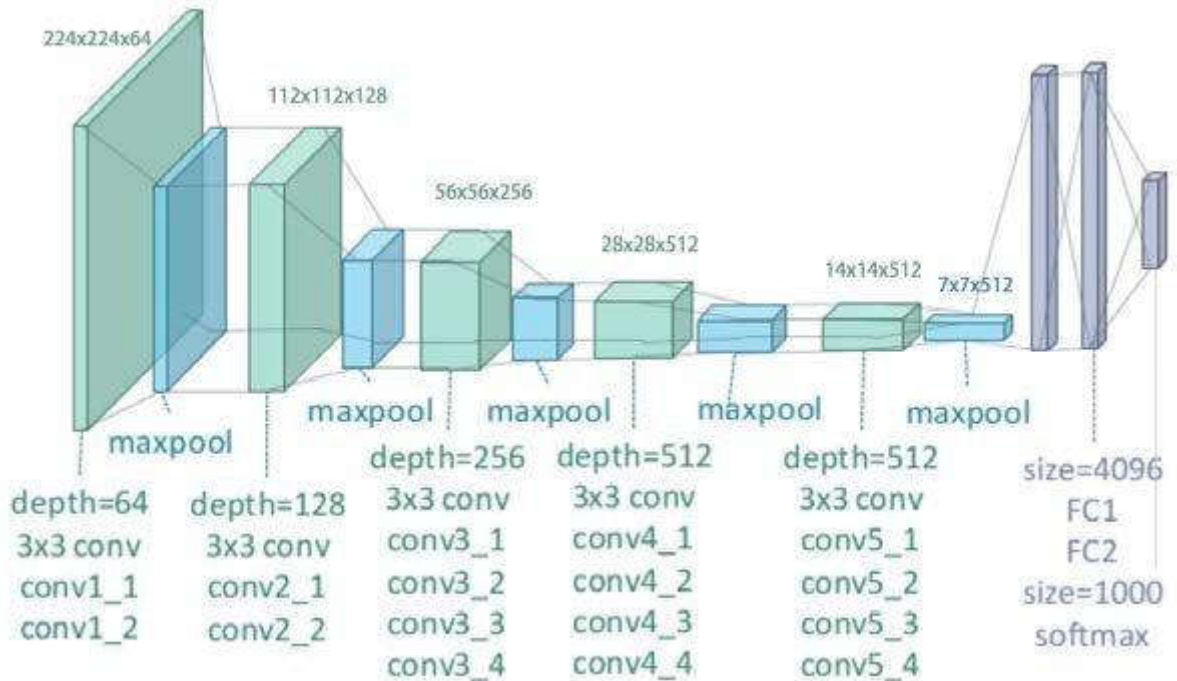 224x224x64
112x112x128
56x56x256
28x28x512
14x14x512
7x7x512
maxpool
maxpool
maxpool
maxpool
maxpool
depth=64
3x3 conv
conv1_1
conv1_2
depth=128
3x3 conv
conv2_1
conv2_2
depth=256
3x3 conv
conv3_1
conv3_2
conv3_3
conv3_4
depth=512
3x3 conv
conv4_1
conv4_2
conv4_3
conv4_4
depth=512
3x3 conv
conv5_1
conv5_2
conv5_3
conv5_4
size=4096
FC1
FC2
size=1000
softmax